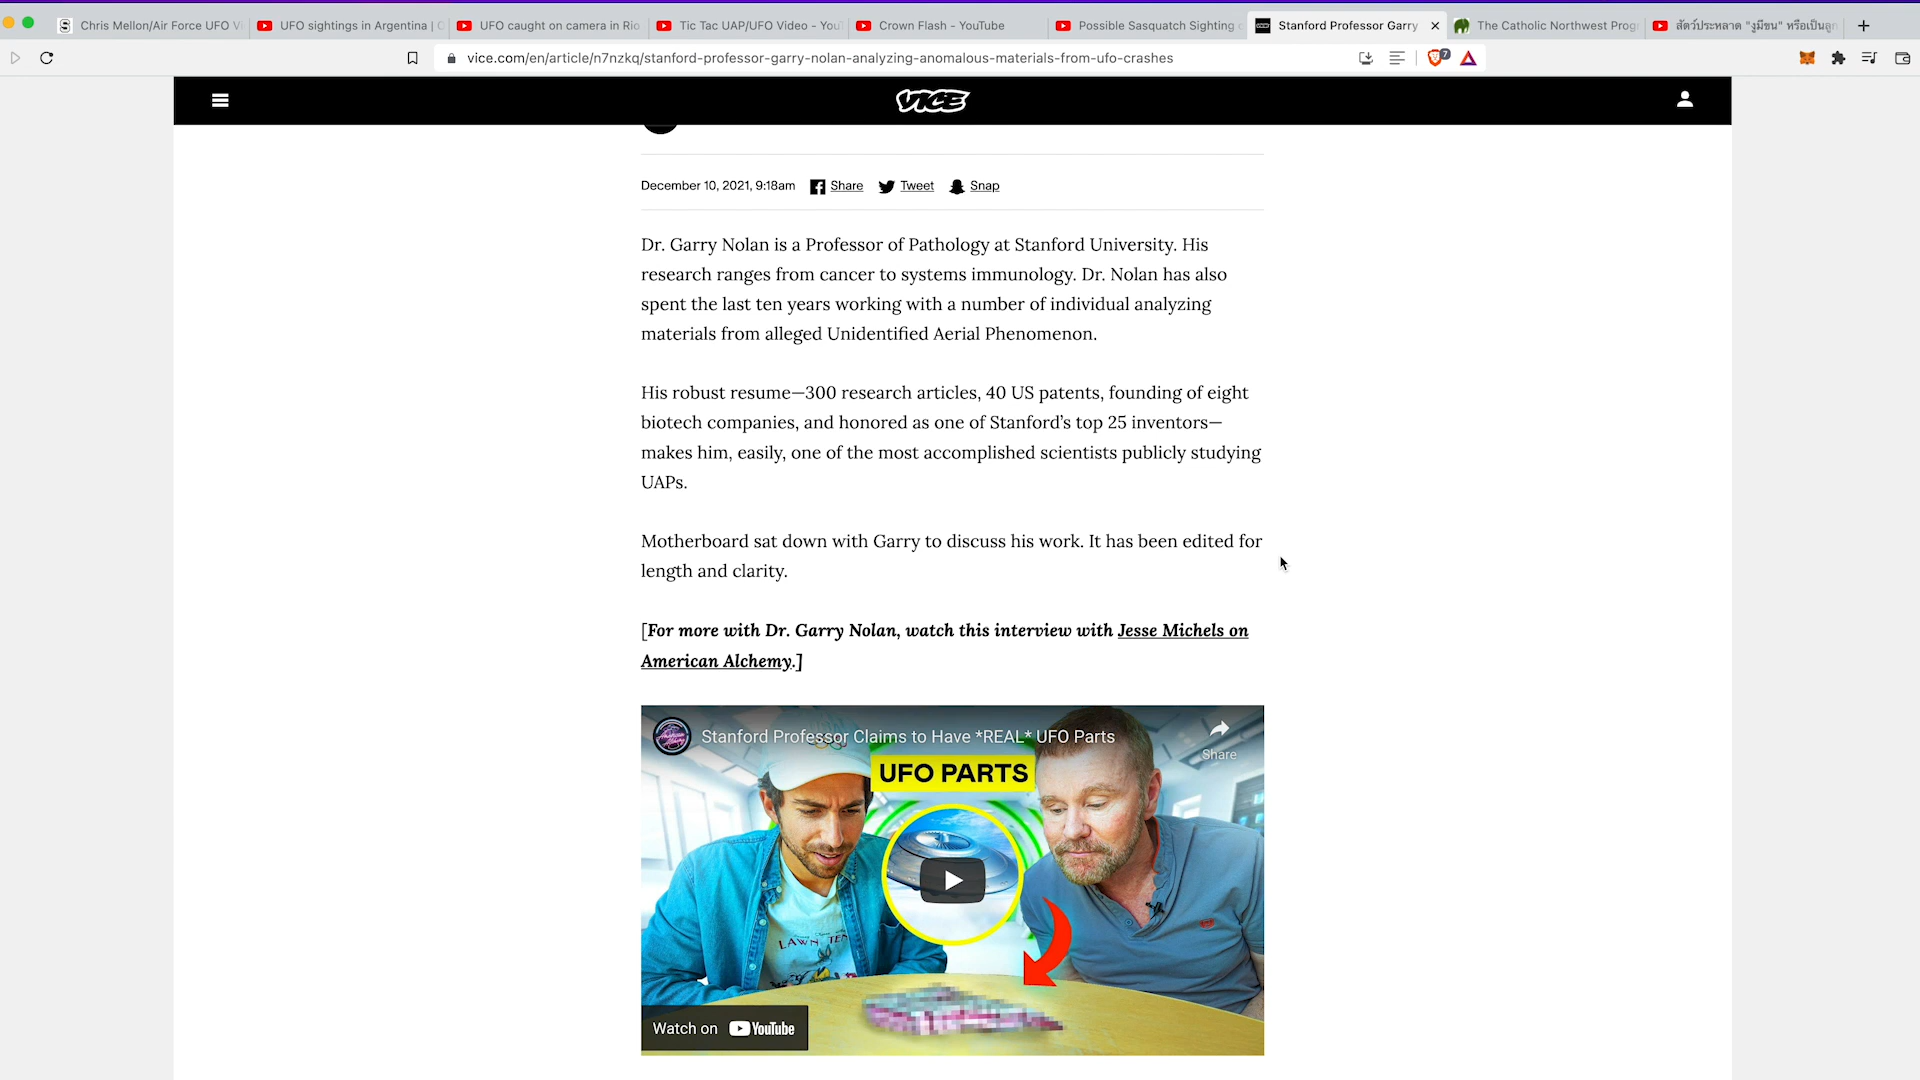 Chris Mellon/Air Force UFO Vi
UFO sightings in Argentina | C
UFO caught on camera in Rio
Tic Tac UAP/UFO Video - You
Crown Flash - YouTube
Possible Sasquatch Sighting
Stanford Professor Garry
The Catholic Northwest Prog
สัตว์ประหลาด "งูมีขน" หรือเป็นลูก
vice.com/en/article/n7nzkq/stanford-professor-garry-nolan-analyzing-anomalous-materials-from-ufo-crashes
7
VICE
December 10, 2021, 9:18am Share Tweet Snap
Dr. Garry Nolan is a Professor of Pathology at Stanford University. His
research ranges from cancer to systems immunology. Dr. Nolan has also
spent the last ten years working with a number of individual analyzing
materials from alleged Unidentified Aerial Phenomenon.
His robust resume—300 research articles, 40 US patents, founding of eight
biotech companies, and honored as one of Stanford’s top 25 inventors—
makes him, easily, one of the most accomplished scientists publicly studying
UAPs.
Motherboard sat down with Garry to discuss his work. It has been edited for
length and clarity.
[For more with Dr. Garry Nolan, watch this interview with Jesse Michels on
American Alchemy.]
Stanford Professor Claims to Have *REAL* UFO Parts
Share
UFO PARTS
LAWN TEN
Watch on YouTube